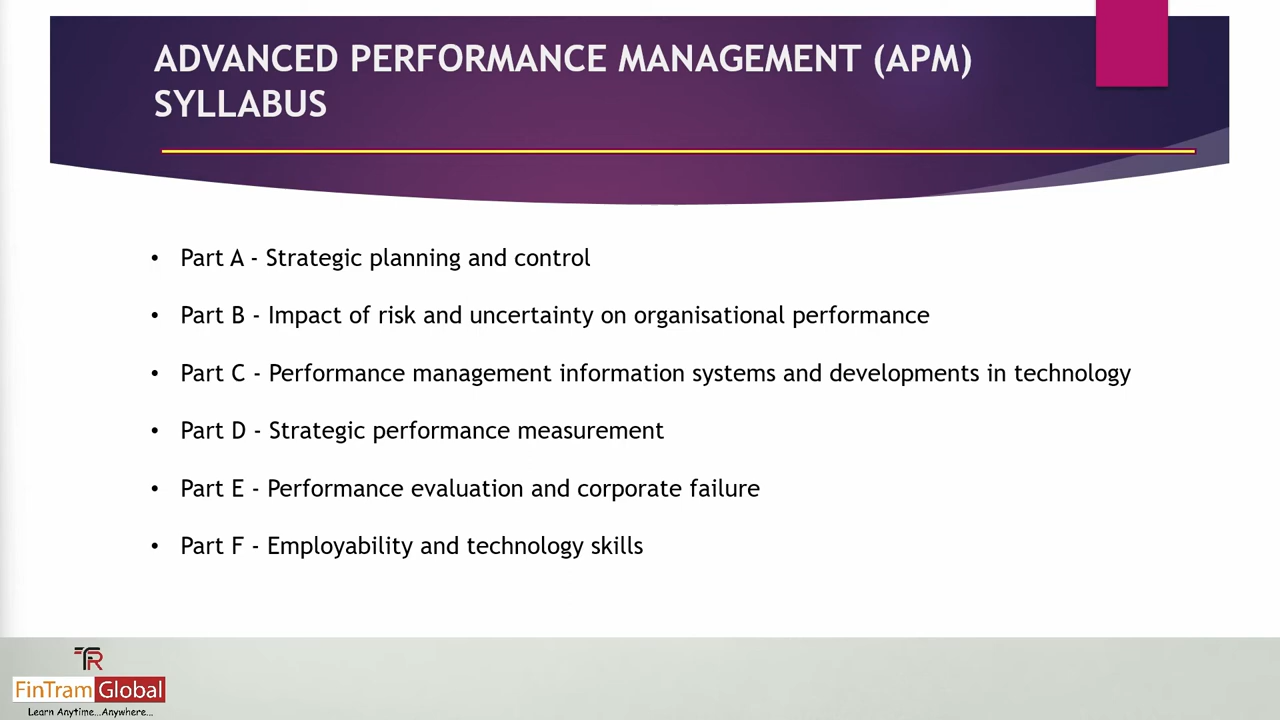 ADVANCED PERFORMANCE MANAGEMENT (APM)
SYLLABUS
• Part A - Strategic planning and control
• Part B - Impact of risk and uncertainty on organisational performance
• Part C - Performance management information systems and developments in technology
• Part D - Strategic performance measurement
• Part E - Performance evaluation and corporate failure
• Part F - Employability and technology skills
FinTram Global
Learn Anytime...Anywhere...